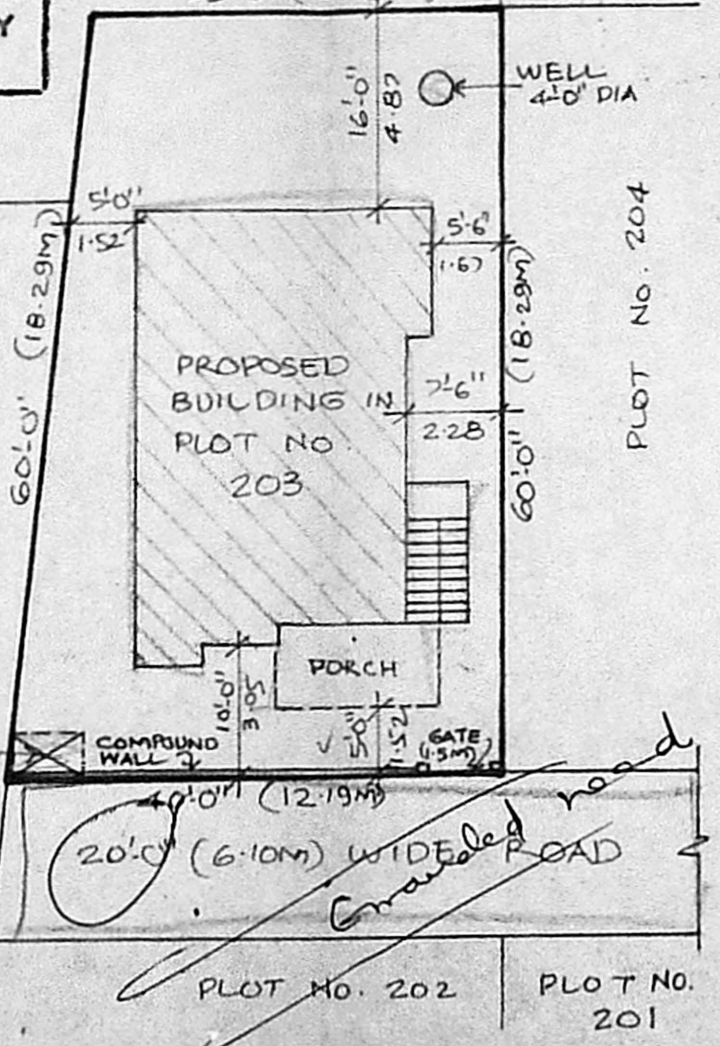 Y
16'-0"
4.87
WELL
4'-0" DIA
5'-0"
1.52
5'-6"
1.67
60'-0" (18.29M)
60'-0" (18.29M)
PLOT NO. 204
PROPOSED
BUILDING IN
PLOT NO.
203
7'-6"
2.28
PORCH
10'-0"
3.05
5'-0"
1.52
GATE
(1.5M)
COMPOUND
WALL
40'-0" (12.19M)
20'-0" (6.10M) WIDE ROAD
road
PLOT NO. 202
PLOT NO.
201